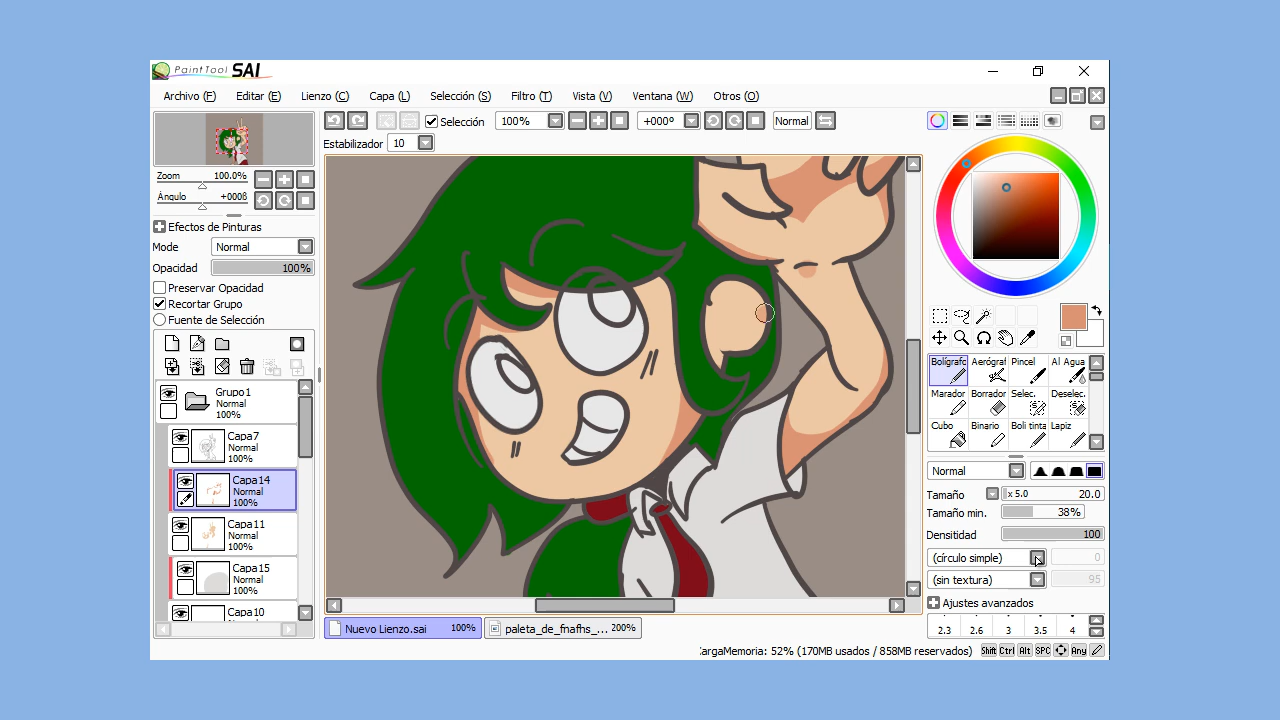 PaintTool SAI
Archivo (F) Editar (E) Lienzo (C) Capa (L) Selección (S) Filtro (T) Vista (V) Ventana (W) Otros (O)
Selección 100% +000° Normal
Estabilizador 10
Zoom 100.0%
Ángulo +0008
Efectos de Pinturas
Mode Normal
Opacidad 100%
Preservar Opacidad
Recortar Grupo
Fuente de Selección
Grupo1
Normal
100%
Capa7
Normal
100%
Capa14
Normal
100%
Capa11
Normal
100%
Capa15
Normal
100%
Capa10
Normal
Nuevo Lienzo.sai 100% paleta_de_fnafhs_... 200%
Bolígrafo Aerógraf Pincel Al Agua
Marador Borrador Selec. Deselec.
Cubo Binario Boli tinta Lapiz
Normal
Tamaño x 5.0 20.0
Tamaño min. 38%
Densitidad 100
(círculo simple) 0
(sin textura) 95
Ajustes avanzados
2.3 2.6 3 3.5 4
CargaMemoria: 52% (170MB usados / 858MB reservados) Shift Ctrl Alt SPC Any